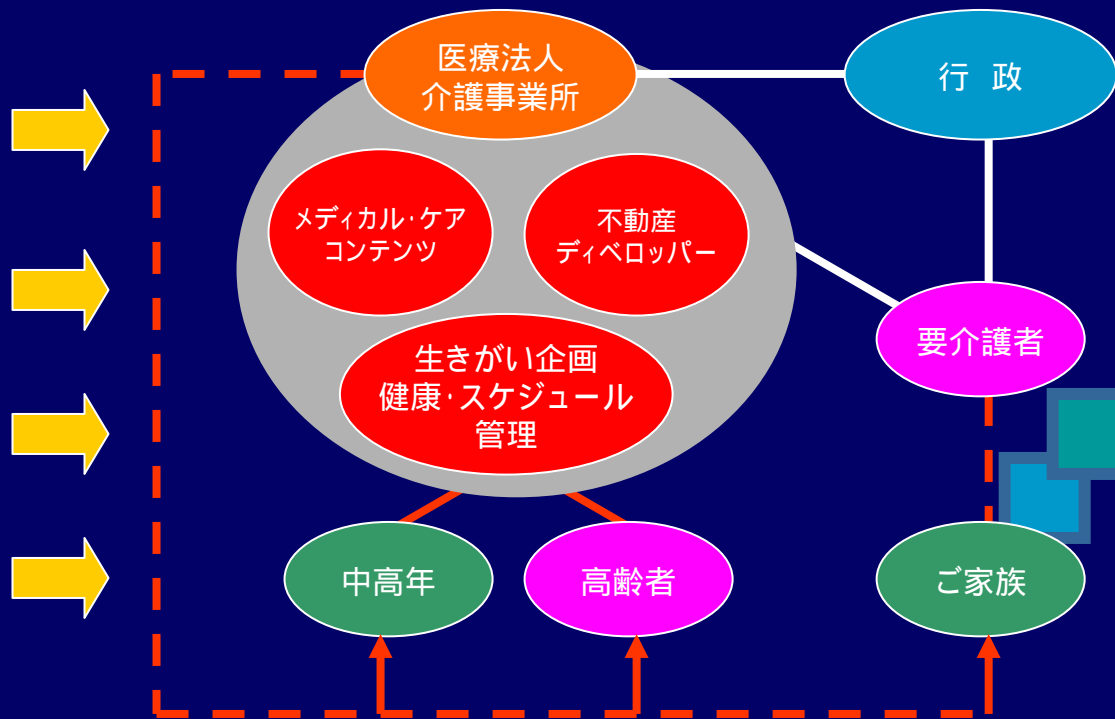 医療法人
介護事業所
行 政
メディカル・ケア
コンテンツ
不動産
ディベロッパー
要介護者
生きがい企画
健康・スケジュール
管理
中高年
高齢者
ご家族